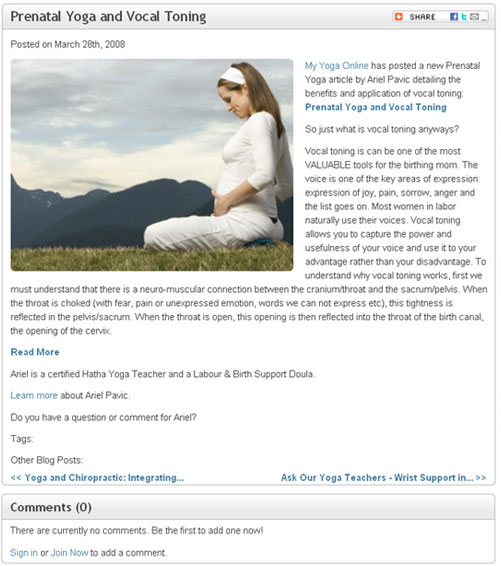 Prenatal Yoga and Vocal Toning
SHARE
Posted on March 28th, 2008
My Yoga Online has posted a new Prenatal
Yoga article by Ariel Pavic detailing the
benefits and application of vocal toning:
Prenatal Yoga and Vocal Toning
So just what is vocal toning anyways?
Vocal toning is can be one of the most
VALUABLE tools for the birthing mom. The
voice is one of the key areas of expression:
expression of joy, pain, sorrow, anger and
the list goes on. Most women in labor
naturally use their voices. Vocal toning
allows you to capture the power and
usefulness of your voice and use it to your
advantage rather than your disadvantage. To
understand why vocal toning works, first we
must understand that there is a neuro-muscular connection between the cranium/throat and the sacrum/pelvis. When
the throat is choked (with fear, pain or unexpressed emotion, words we can not express etc), this tightness is
reflected in the pelvis/sacrum. When the throat is open, this opening is then reflected into the throat of the birth canal,
the opening of the cervix.
Read More
Ariel is a certified Hatha Yoga Teacher and a Labour & Birth Support Doula.
Learn more about Ariel Pavic.
Do you have a question or comment for Ariel?
Tags:
Other Blog Posts:
<< Yoga and Chiropractic: Integrating...
Ask Our Yoga Teachers - Wrist Support in... >>
Comments (0)
There are currently no comments. Be the first to add one now!
Sign in or Join Now to add a comment.